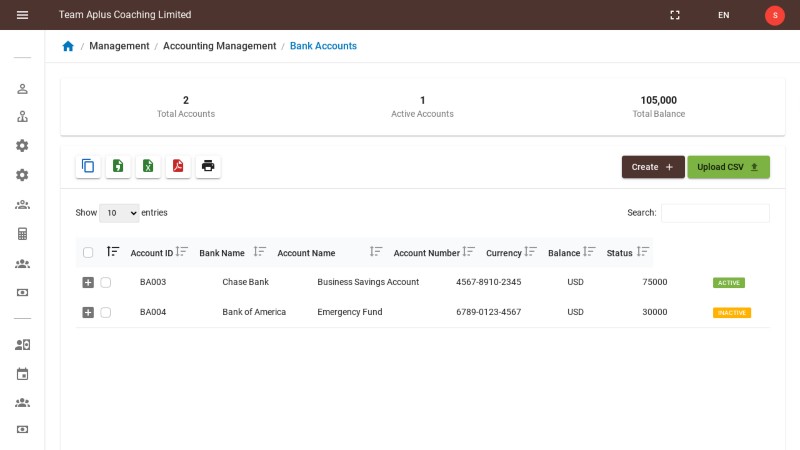 Team Aplus Coaching Limited EN S
/ Management / Accounting Management / Bank Accounts
2 1 105,000
Total Accounts Active Accounts Total Balance
Create + Upload CSV
Show 10 entries Search:
Account ID Bank Name Account Name Account Number Currency Balance Status
BA003 Chase Bank Business Savings Account 4567-8910-2345 USD 75000 ACTIVE
BA004 Bank of America Emergency Fund 6789-0123-4567 USD 30000 INACTIVE